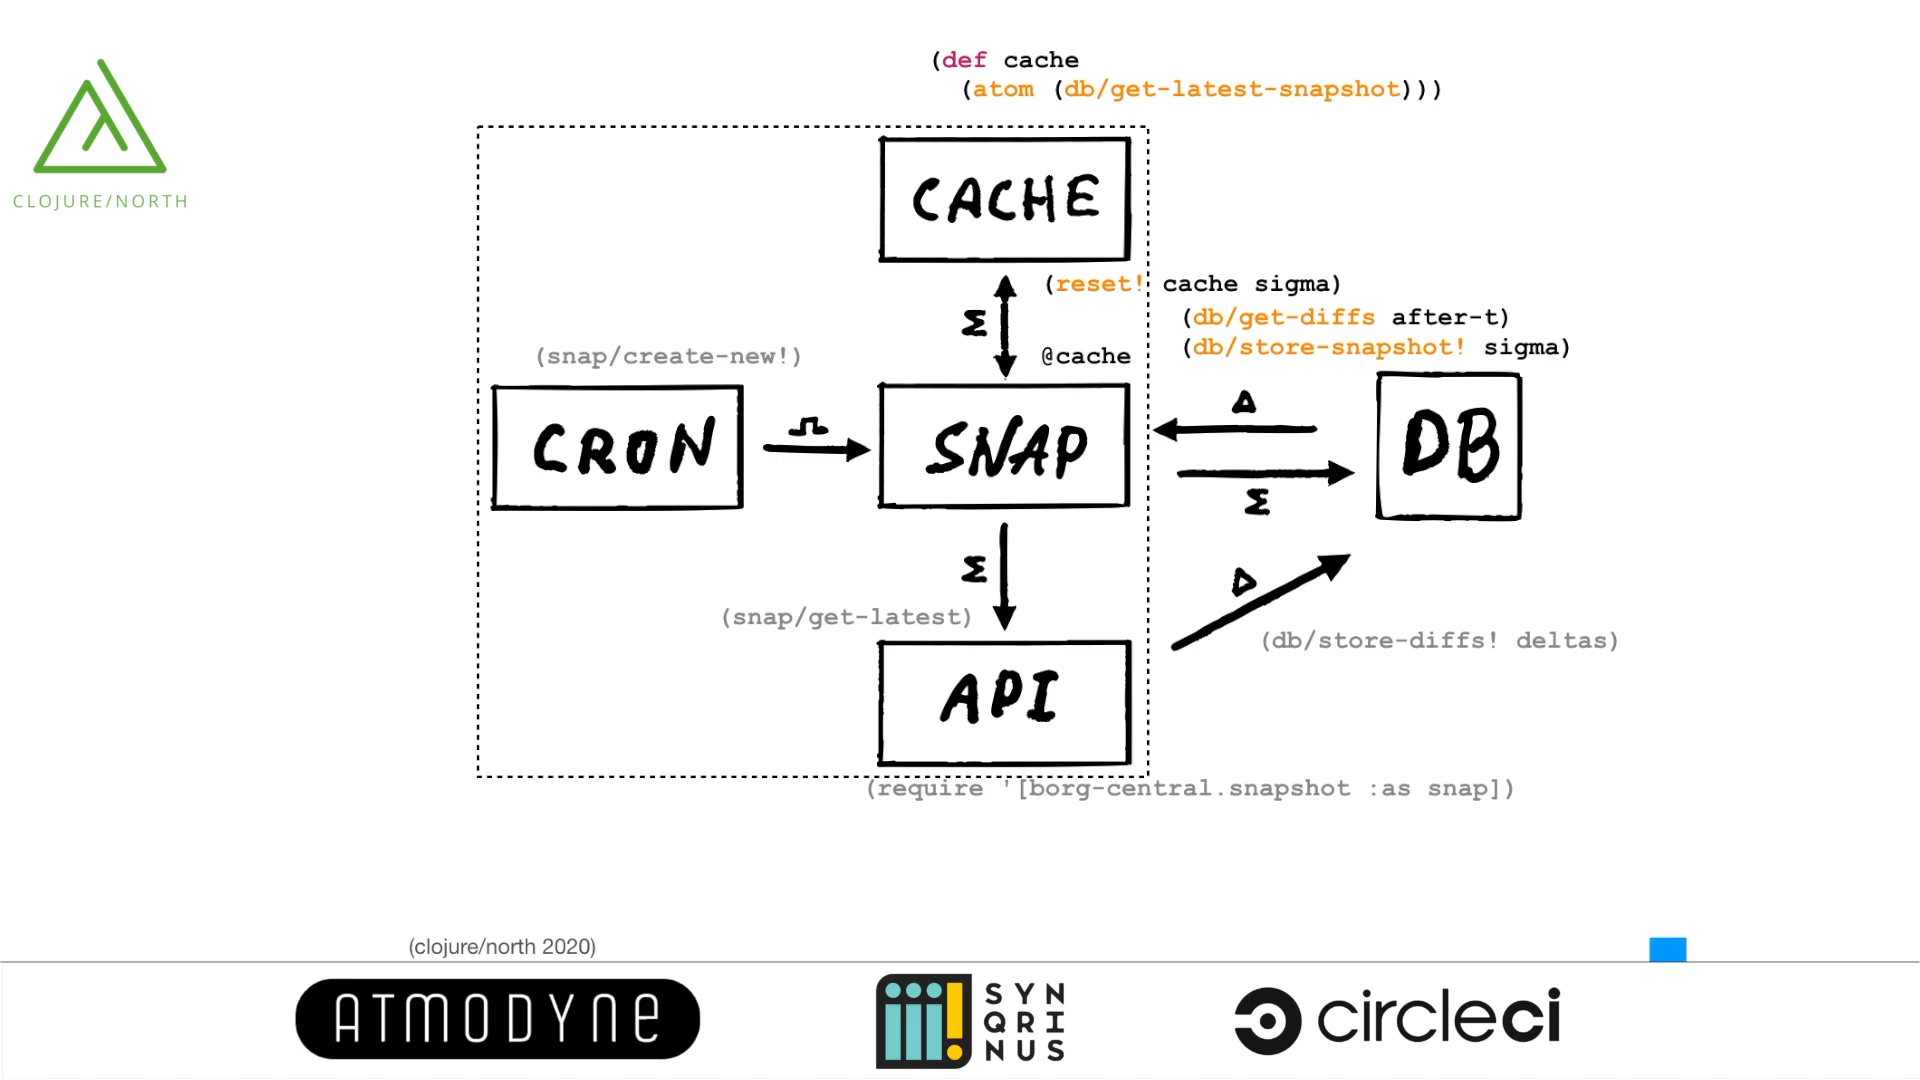 (def cache
(atom (db/get-latest-snapshot)))
CLOJURE/NORTH
CACHE
(reset! cache sigma)
Σ
(db/get-diffs after-t)
(db/store-snapshot! sigma)
(snap/create-new!)
@cache
CRON
SNAP
Δ
DB
Σ
Σ
Δ
(snap/get-latest)
(db/store-diffs! deltas)
API
(require '[borg-central.snapshot :as snap])
(clojure/north 2020)
ATMODYNE
SYN
QRI
NUS
circleci